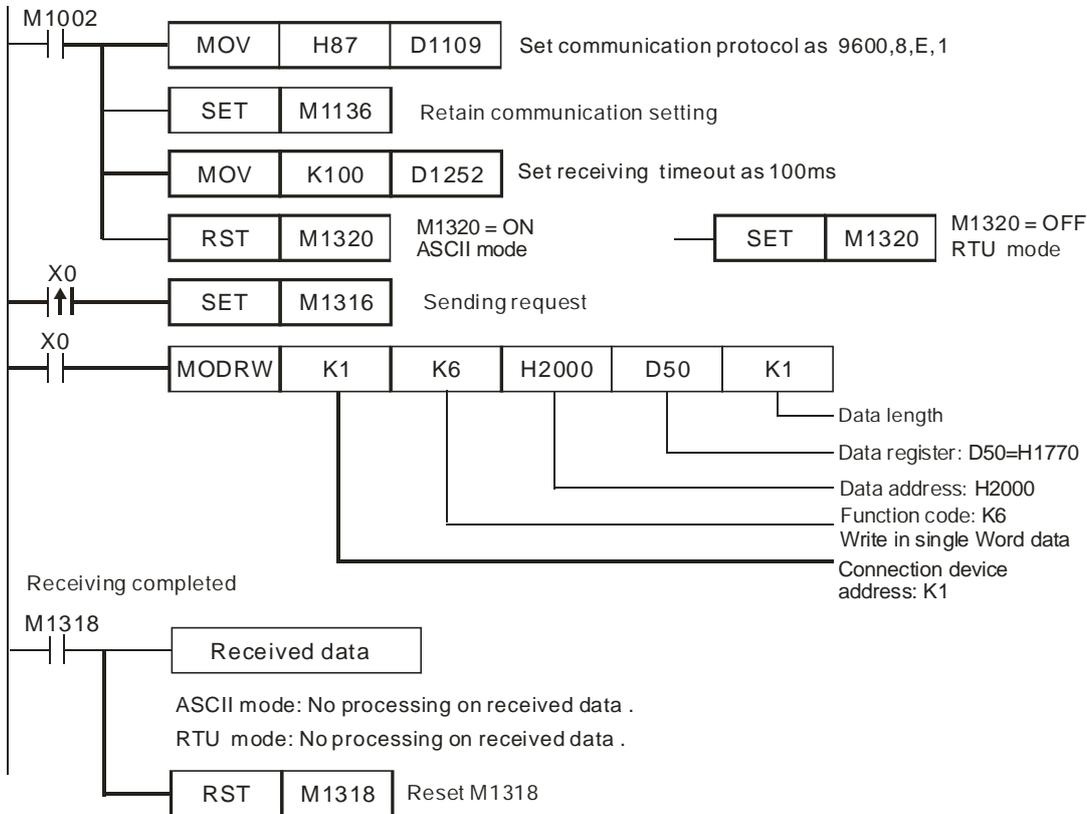 M1002
MOV H87 D1109 Set communication protocol as 9600,8,E,1
SET M1136 Retain communication setting
MOV K100 D1252 Set receiving timeout as 100ms
RST M1320 M1320 = ON
ASCII mode
SET M1320 M1320 = OFF
RTU mode
X0
SET M1316 Sending request
X0
MODRW K1 K6 H2000 D50 K1
Data length
Data register: D50=H1770
Data address: H2000
Function code: K6
Write in single Word data
Connection device
address: K1
Receiving completed
M1318
Received data
ASCII mode: No processing on received data .
RTU mode: No processing on received data .
RST M1318 Reset M1318